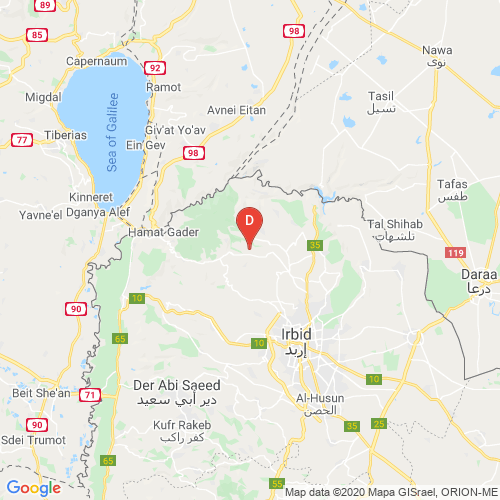 89
85
Capernaum
98
Nawa
نوى
92
Ramot
Migdal
Tasil
تسيل
Avnei Eitan
Sea of Galilee
77
Tiberias
Giv'at Yo'av
Ein Gev
98
Kinneret
Yavne'el
Dganya Alef
Tafas
طفس
D
Tal Shihab
تلشهاب
Hamat Gader
35
119
Daraa
درعا
10
90
65
Irbid
إربد
10
Der Abi Saeed
دير أبي سعيد
10
Beit She'an
71
Al-Husun
الحصن
90
Kufr Rakeb
كفر راكب
35
25
Sdei Trumot
65
5
Google
Map data ©2020 Mapa GISrael, ORION-ME